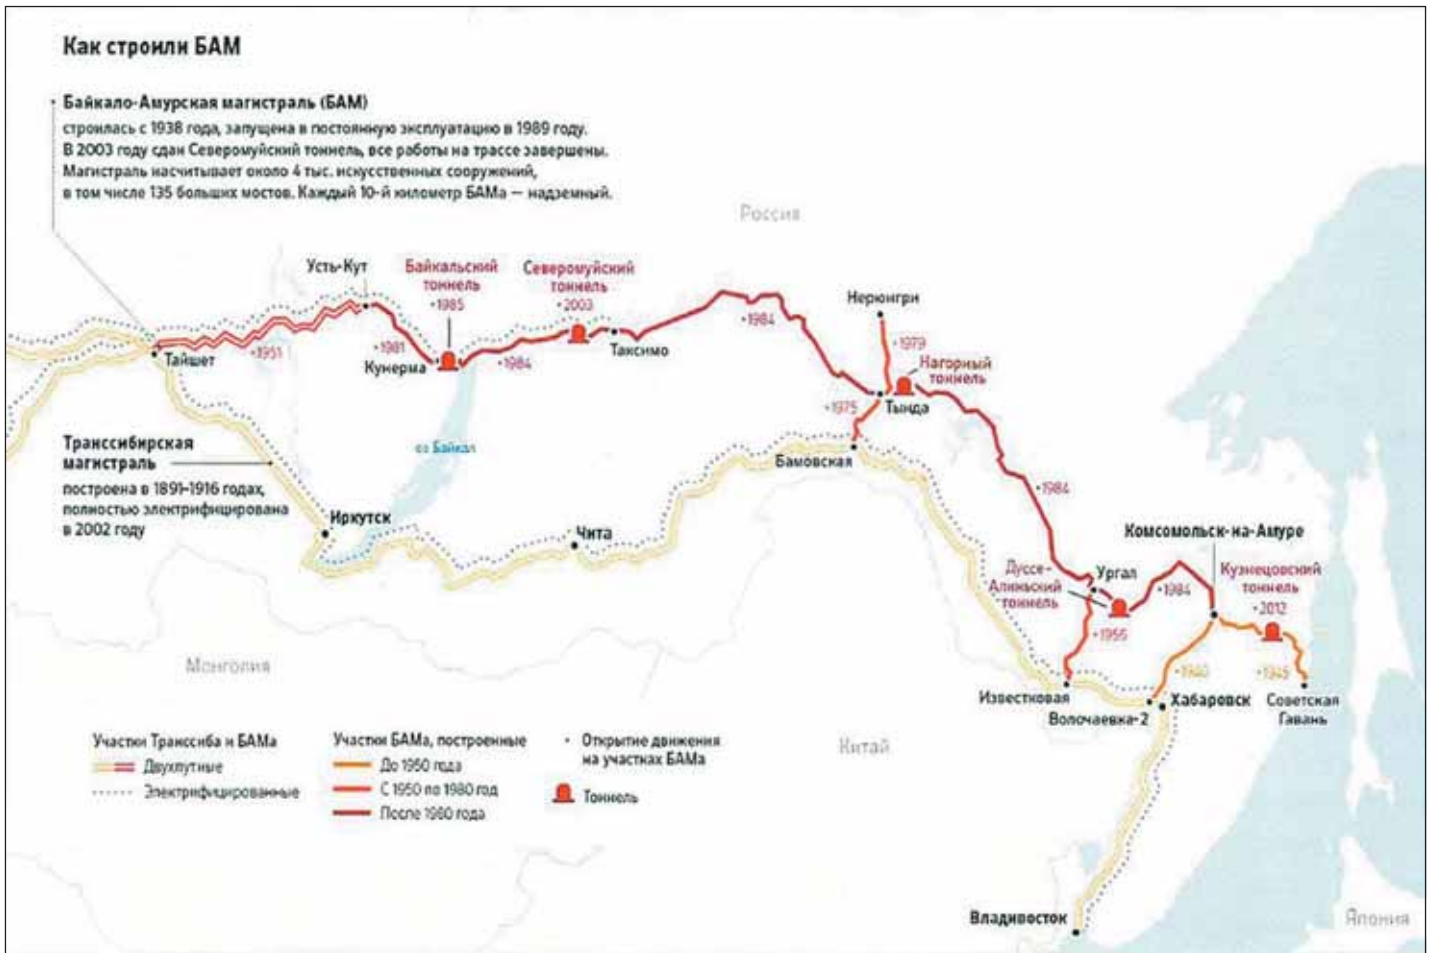 Как строили БАМ
Байкало-Амурская магистраль (БАМ)
строилась с 1938 года, запущена в постоянную эксплуатацию в 1989 году.
В 2003 году сдан Северомуйский тоннель, все работы на трассе завершены.
Магистраль насчитывает около 4 тыс. искусственных сооружений,
в том числе 135 больших мостов. Каждый 10-й километр БАМа — надземный.
Россия
Усть-Кут
Байкальский
тоннель
•1985
Северомуйский
тоннель
•2003
Нерюнгри
•1984
•1979
•1951
Тайшет
•1981
Кунерма
•1984
Таксимо
Нагорный
тоннель
•1975
Тында
Транссибирская
магистраль
построена в 1891–1916 годах,
полностью электрифицирована
в 2002 году
оз Байкал
Бамовская
•1984
Иркутск
Чита
Комсомольск-на-Амуре
Дуссе-
Алиньский
тоннель
Ургал
•1984
Кузнецовский
тоннель
•2012
Монголия
•1940
•1945
Известковая
Волочаевка-2
Хабаровск
Советская
Гавань
Китай
Участки Транссиба и БАМа
Двухпутные
Электрифицированные
Участки БАМа, построенные
До 1950 года
С 1950 по 1980 год
После 1980 года
• Открытие движения
на участках БАМа
Тоннель
Владивосток
Япония